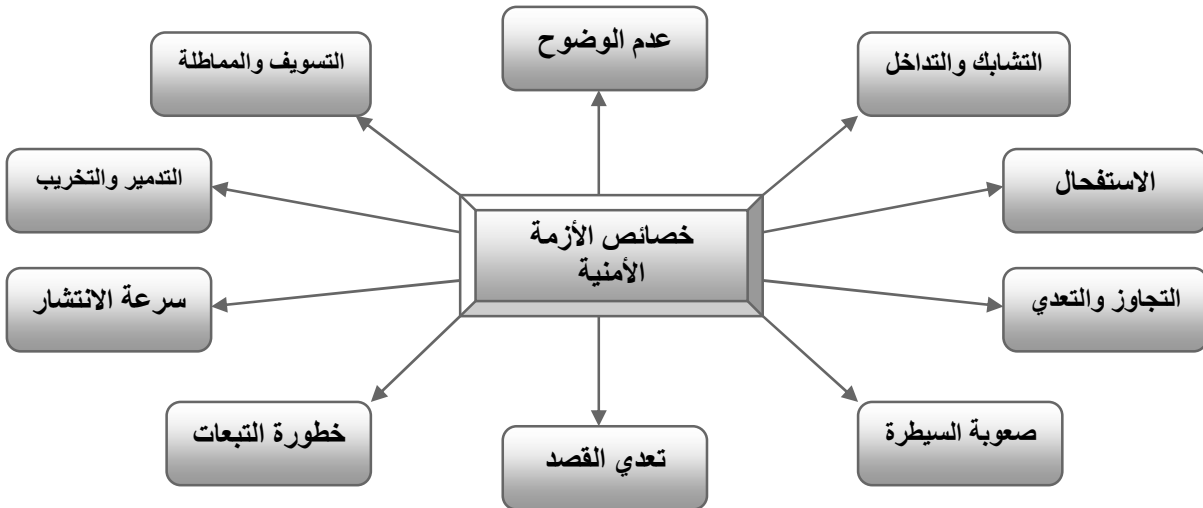 عدم الوضوح
التشابك والتداخل
التسويف والمماطلة
الاستفحال
التدمير والتخريب
خصائص الأزمة
الأمنية
التجاوز والتعدي
سرعة الانتشار
صعوبة السيطرة
تعدي القصد
خطورة التبعات